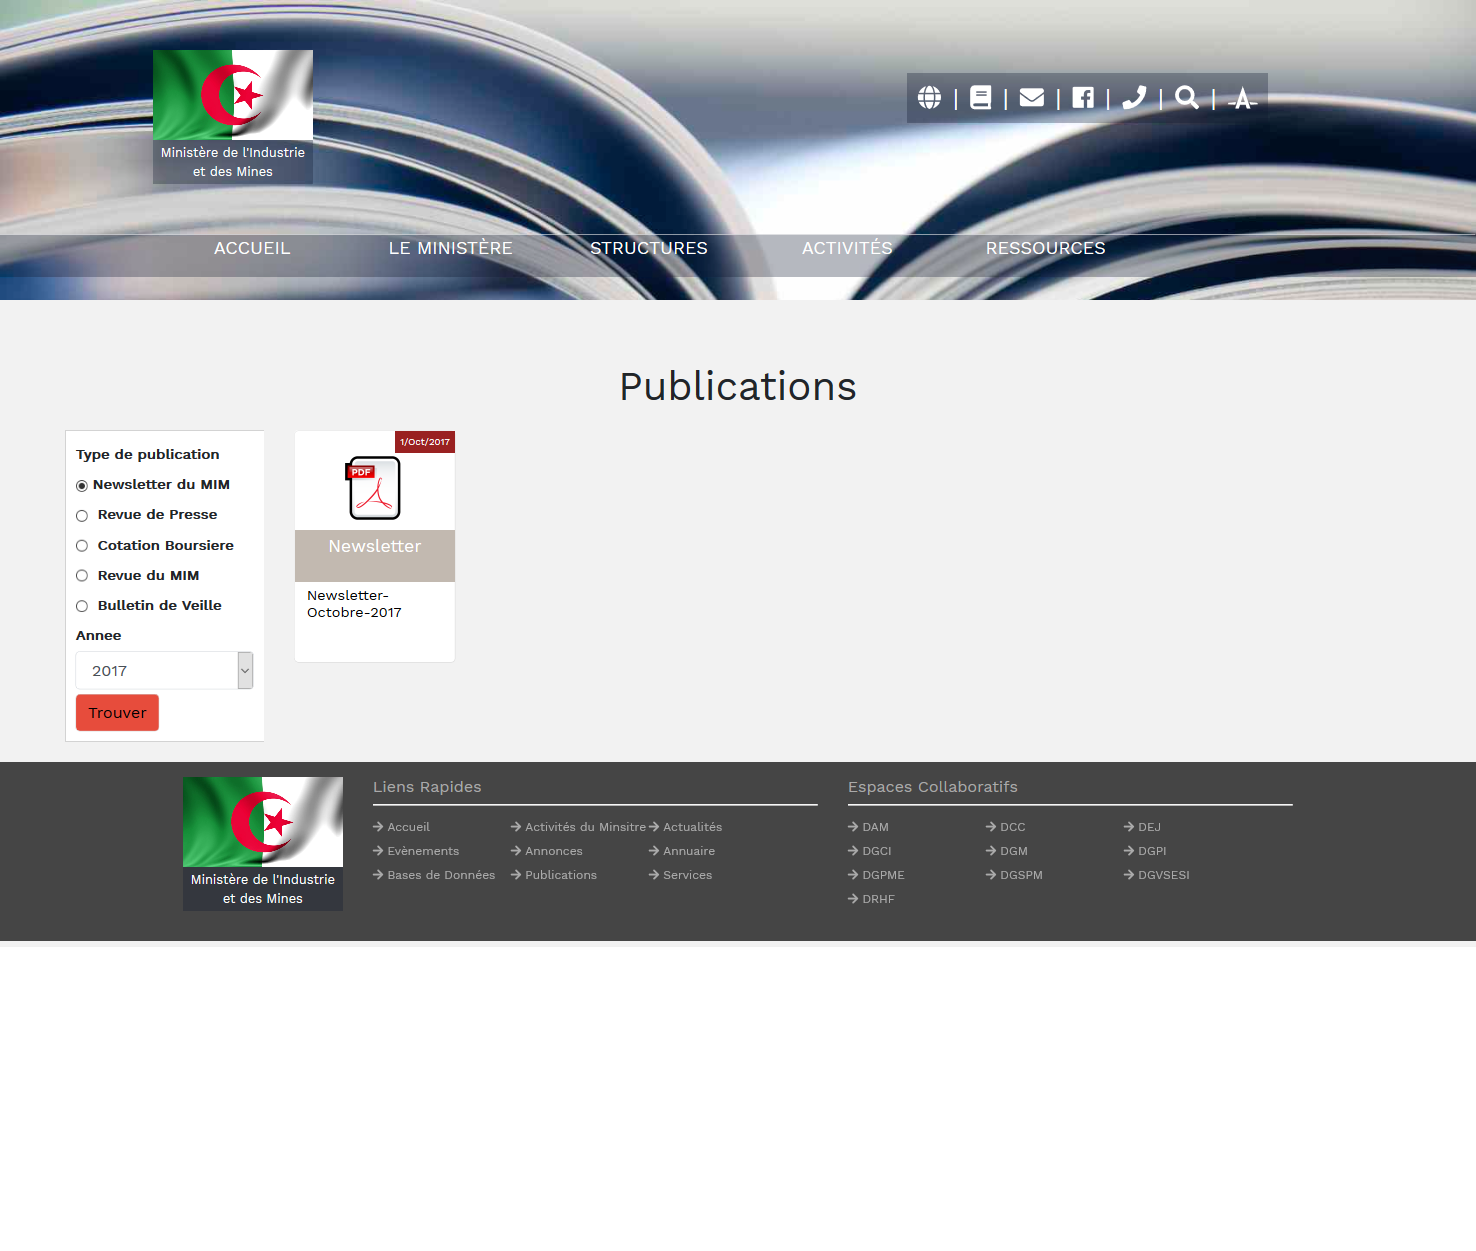 Ministère de l'Industrie
et des Mines
ACCUEIL
LE MINISTÈRE
STRUCTURES
ACTIVITÉS
RESSOURCES
Publications
Type de publication
Newsletter du MIM
Revue de Presse
Cotation Boursiere
Revue du MIM
Bulletin de Veille
Annee
2017
Trouver
1/Oct/2017
PDF
Newsletter
Newsletter-
Octobre-2017
Ministère de l'Industrie
et des Mines
Liens Rapides
Accueil Activités du Minsitre Actualités
Evènements Annonces Annuaire
Bases de Données Publications Services
Espaces Collaboratifs
DAM DCC DEJ
DGCI DGM DGPI
DGPME DGSPM DGVSESI
DRHF